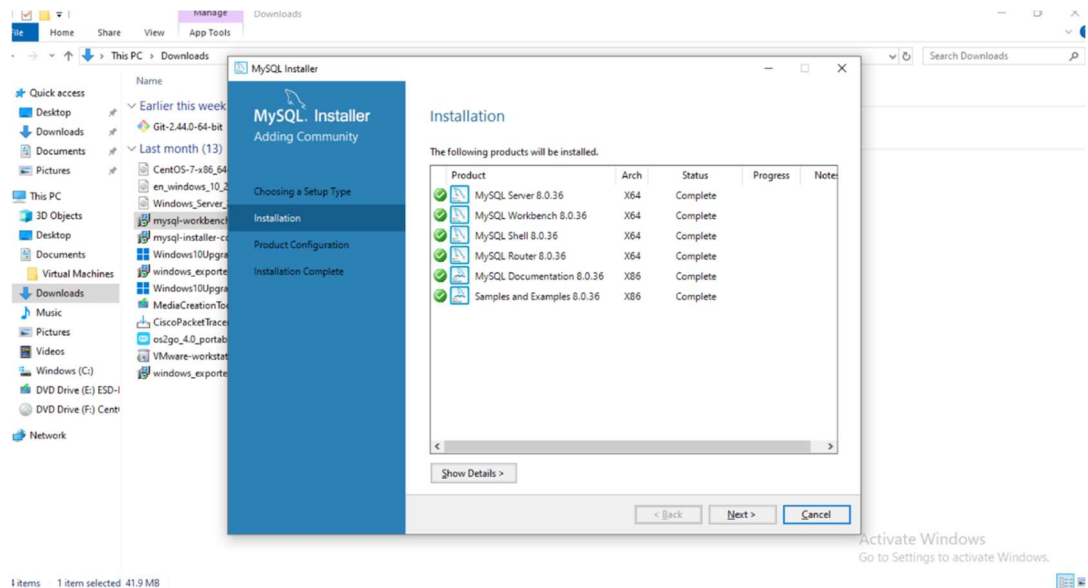 Manage
Downloads
File Home Share View App Tools
This PC > Downloads
Search Downloads
Name
Quick access
Desktop
Downloads
Documents
Pictures
This PC
3D Objects
Desktop
Documents
Virtual Machines
Downloads
Music
Pictures
Videos
Windows (C:)
DVD Drive (E:) ESD-I
DVD Drive (F:) Cent
Network
Earlier this week
Git-2.44.0-64-bit
Last month (13)
CentOS-7-x86_64
en_windows_10_2
Windows_Server_
mysql-workbench
mysql-installer-co
Windows10Upgra
windows_exporte
Windows10Upgra
MediaCreationToo
CiscoPacketTracer
os2go_4.0_portab
VMware-workstat
windows_exporte
MySQL Installer
MySQL. Installer
Adding Community
Choosing a Setup Type
Installation
Product Configuration
Installation Complete
Installation
The following products will be installed.
Product Arch Status Progress Notes
MySQL Server 8.0.36 X64 Complete
MySQL Workbench 8.0.36 X64 Complete
MySQL Shell 8.0.36 X64 Complete
MySQL Router 8.0.36 X64 Complete
MySQL Documentation 8.0.36 X86 Complete
Samples and Examples 8.0.36 X86 Complete
Show Details >
< Back Next > Cancel
Activate Windows
Go to Settings to activate Windows.
4 items 1 item selected 41.9 MB